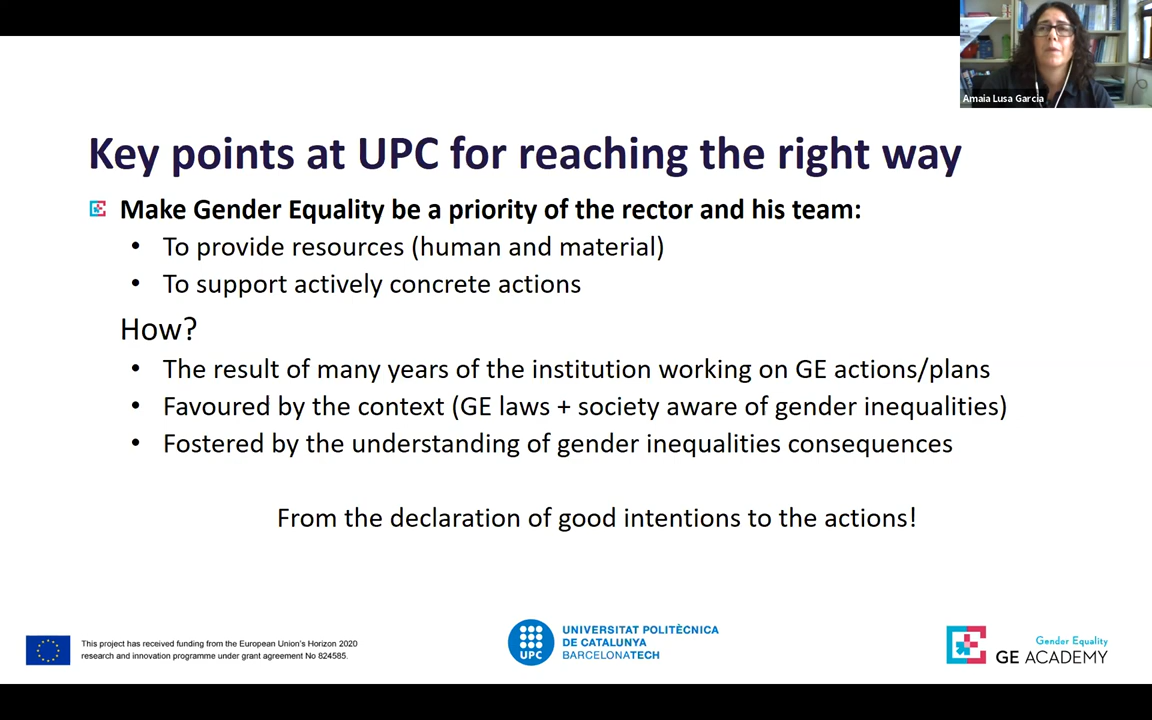 Amaia Lusa Garcia
Key points at UPC for reaching the right way
Make Gender Equality be a priority of the rector and his team:
• To provide resources (human and material)
• To support actively concrete actions
How?
• The result of many years of the institution working on GE actions/plans
• Favoured by the context (GE laws + society aware of gender inequalities)
• Fostered by the understanding of gender inequalities consequences
From the declaration of good intentions to the actions!
This project has received funding from the European Union's Horizon 2020
research and innovation programme under grant agreement No 824585.
UPC
UNIVERSITAT POLITÈCNICA
DE CATALUNYA
BARCELONATECH
Gender Equality
GE ACADEMY